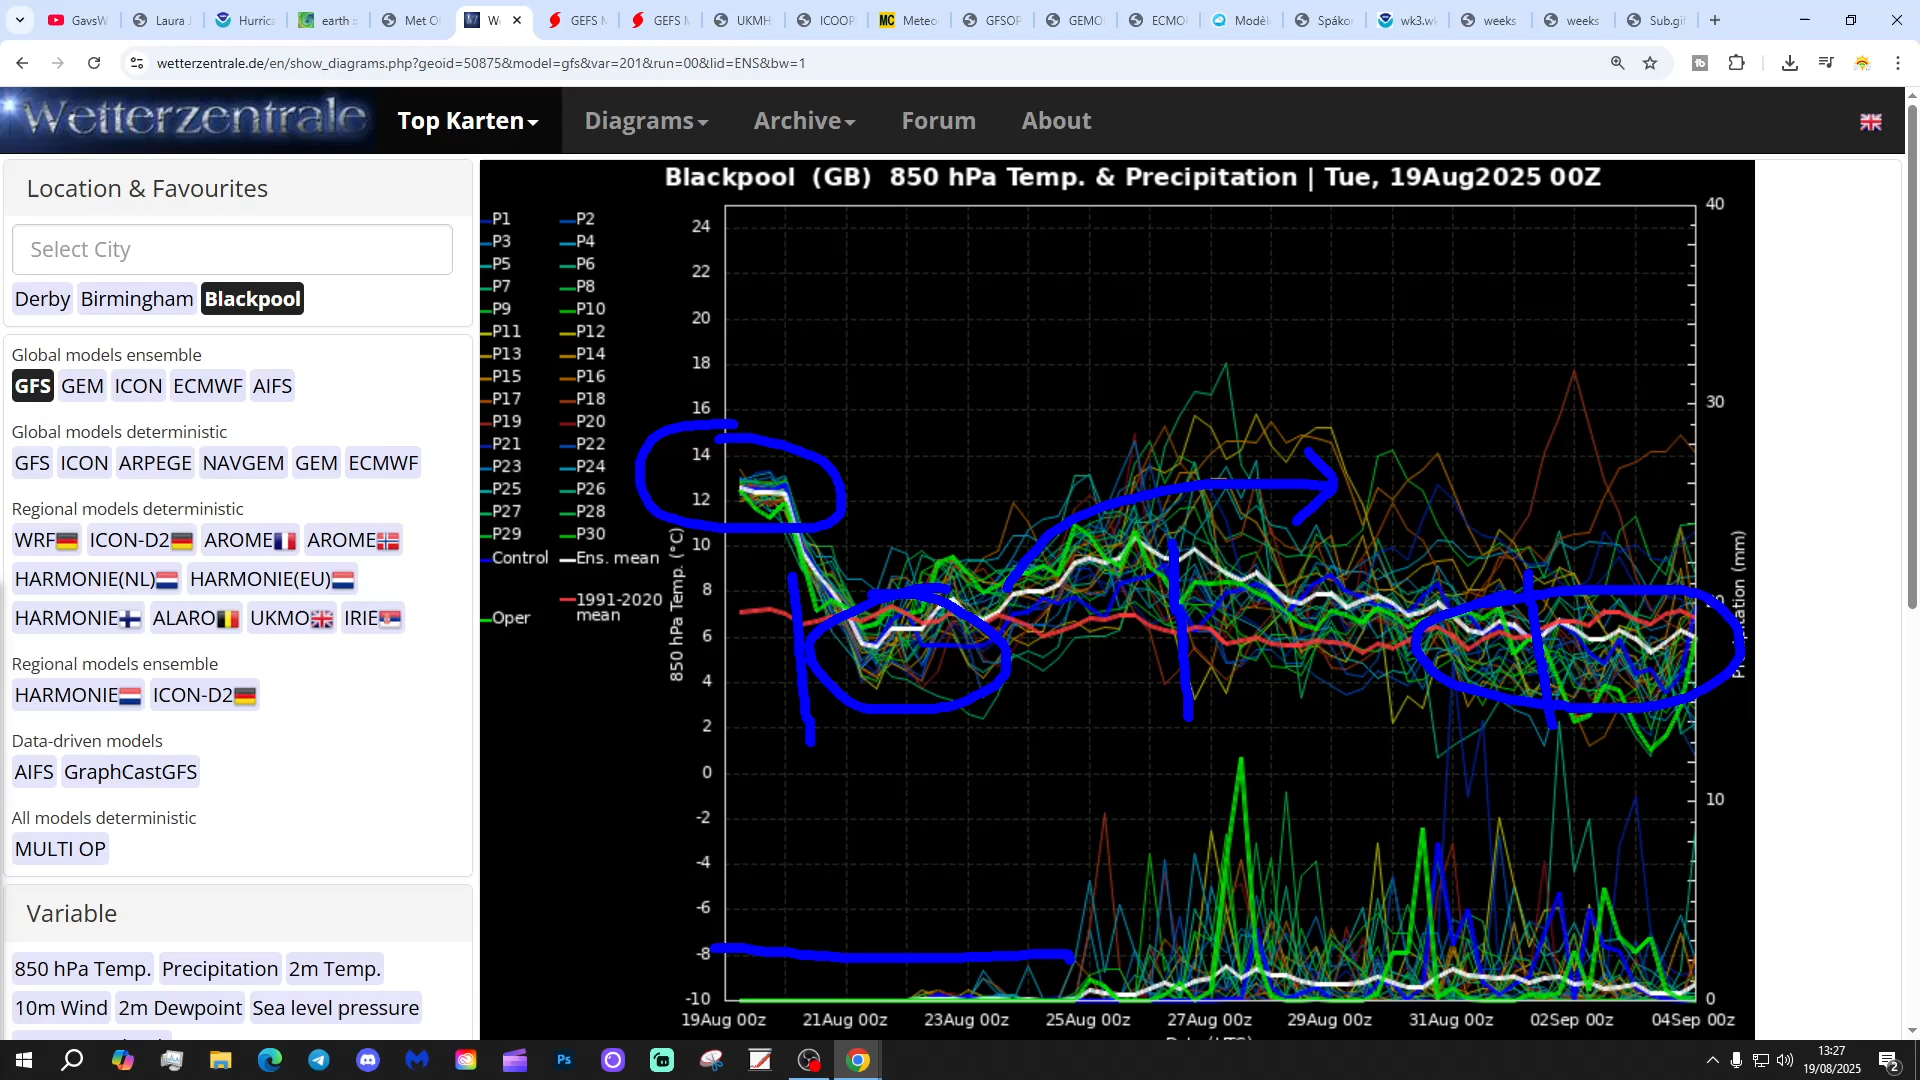 GavsW
Laura J
Hurrica
earth ::
Met Of
We
GEFS M
GEFS M
UKMH
ICOOP
MC Meteo
GFSOP
GEMO
ECMO
Modèl
Spáko
wk3.wk
weeks
weeks
Sub.gif
wetterzentrale.de/en/show_diagrams.php?geoid=50875&model=gfs&var=201&run=00&lid=ENS&bw=1
Wetterzentrale
Top Karten
Diagrams
Archive
Forum
About
Location & Favourites
Select City
Derby Birmingham Blackpool
Global models ensemble
GFS GEM ICON ECMWF AIFS
Global models deterministic
GFS ICON ARPEGE NAVGEM GEM ECMWF
Regional models deterministic
WRF ICON-D2 AROME AROME
HARMONIE(NL) HARMONIE(EU)
HARMONIE ALARO UKMO IRIE
Regional models ensemble
HARMONIE ICON-D2
Data-driven models
AIFS GraphCastGFS
All models deterministic
MULTI OP
Variable
850 hPa Temp. Precipitation 2m Temp.
10m Wind 2m Dewpoint Sea level pressure
Blackpool (GB) 850 hPa Temp. & Precipitation | Tue, 19Aug2025 00Z
P1 P2
P3 P4
P5 P6
P7 P8
P9 P10
P11 P12
P13 P14
P15 P16
P17 P18
P19 P20
P21 P22
P23 P24
P25 P26
P27 P28
P29 P30
Control Ens. mean
Oper 1991-2020
mean
850 hPa Temp. (°C)
24
22
20
18
16
14
12
10
8
6
4
2
0
-2
-4
-6
-8
-10
40
30
10
0
19Aug 00z 21Aug 00z 23Aug 00z 25Aug 00z 27Aug 00z 29Aug 00z 31Aug 00z 02Sep 00z 04Sep 00z
13:27
19/08/2025
2